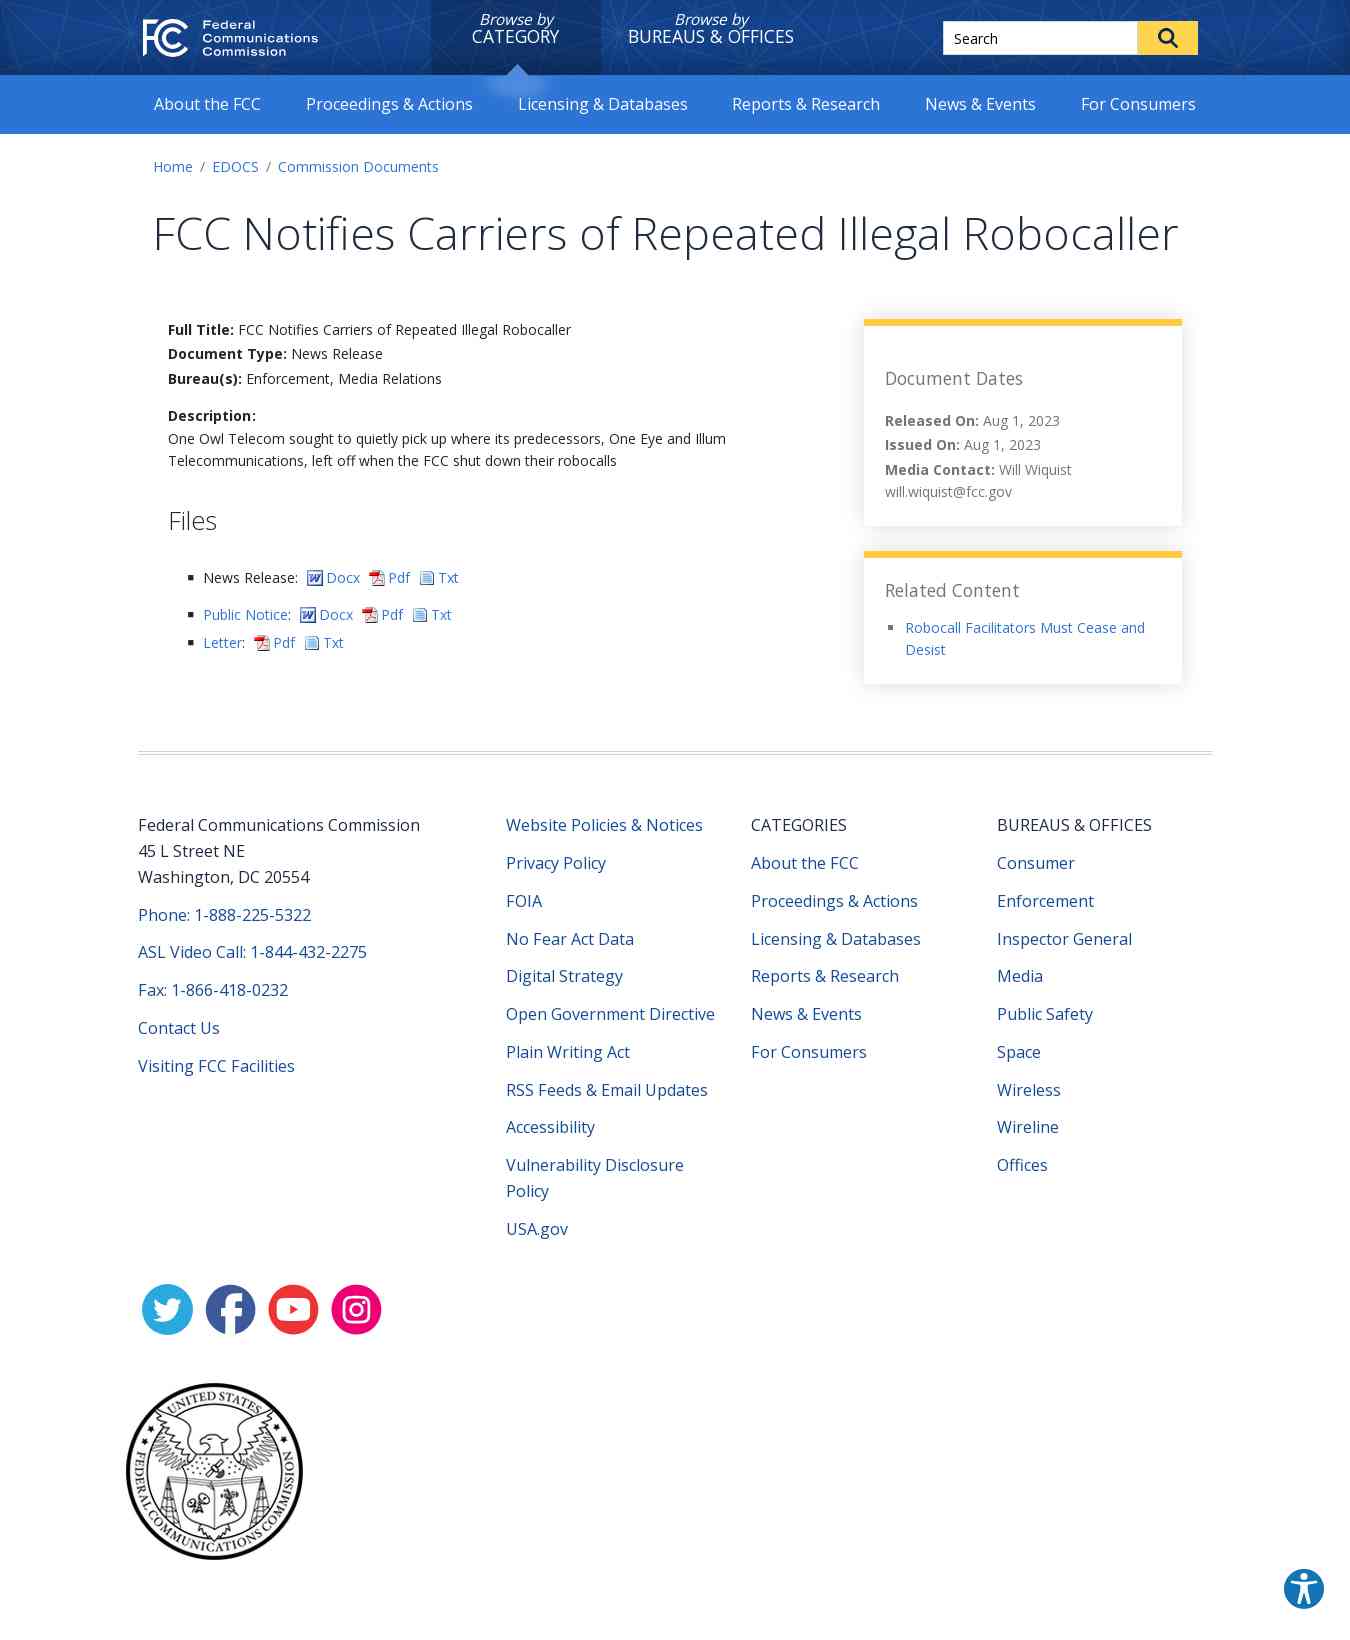 Federal
Communications
Commission
Browse by
CATEGORY
Browse by
BUREAUS & OFFICES
Search
About the FCC
Proceedings & Actions
Licensing & Databases
Reports & Research
News & Events
For Consumers
Home / EDOCS / Commission Documents
FCC Notifies Carriers of Repeated Illegal Robocaller
Full Title: FCC Notifies Carriers of Repeated Illegal Robocaller
Document Type: News Release
Bureau(s): Enforcement, Media Relations
Description:
One Owl Telecom sought to quietly pick up where its predecessors, One Eye and Illum
Telecommunications, left off when the FCC shut down their robocalls
Files
News Release: Docx Pdf Txt
Public Notice: Docx Pdf Txt
Letter: Pdf Txt
Document Dates
Released On: Aug 1, 2023
Issued On: Aug 1, 2023
Media Contact: Will Wiquist
will.wiquist@fcc.gov
Related Content
Robocall Facilitators Must Cease and
Desist
Federal Communications Commission
45 L Street NE
Washington, DC 20554
Phone: 1-888-225-5322
ASL Video Call: 1-844-432-2275
Fax: 1-866-418-0232
Contact Us
Visiting FCC Facilities
Website Policies & Notices
Privacy Policy
FOIA
No Fear Act Data
Digital Strategy
Open Government Directive
Plain Writing Act
RSS Feeds & Email Updates
Accessibility
Vulnerability Disclosure
Policy
USA.gov
CATEGORIES
About the FCC
Proceedings & Actions
Licensing & Databases
Reports & Research
News & Events
For Consumers
BUREAUS & OFFICES
Consumer
Enforcement
Inspector General
Media
Public Safety
Space
Wireless
Wireline
Offices
UNITED STATES
FEDERAL COMMUNICATIONS COMMISSION